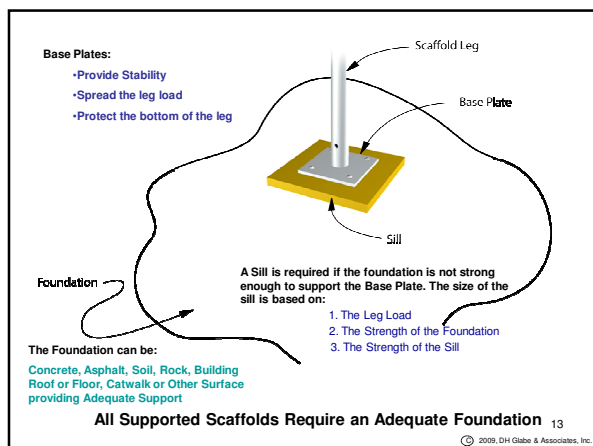 Base Plates:
•Provide Stability
•Spread the leg load
•Protect the bottom of the leg
Scaffold Leg
Base Plate
Sill
Foundation
A Sill is required if the foundation is not strong
enough to support the Base Plate. The size of the
sill is based on:
1. The Leg Load
2. The Strength of the Foundation
3. The Strength of the Sill
The Foundation can be:
Concrete, Asphalt, Soil, Rock, Building
Roof or Floor, Catwalk or Other Surface
providing Adequate Support
All Supported Scaffolds Require an Adequate Foundation 13
© 2009, DH Glabe & Associates, Inc.